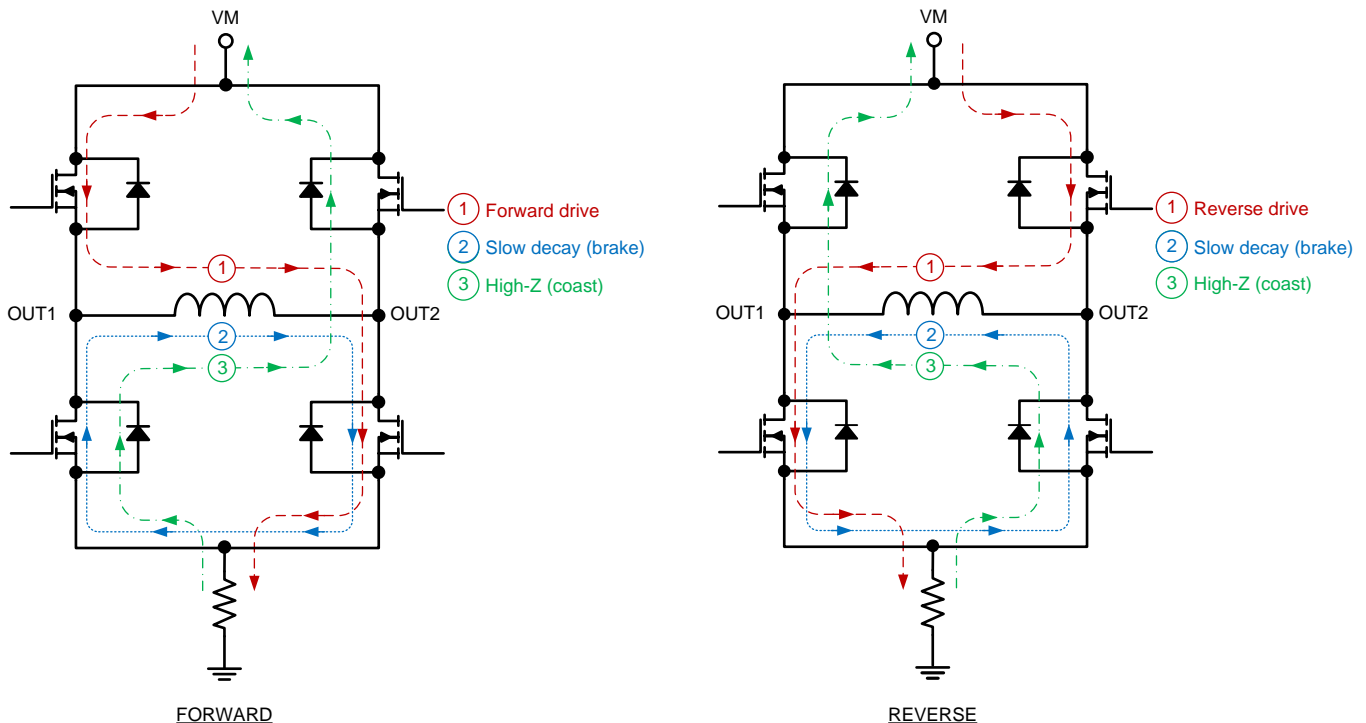 VM
1 Forward drive
2 Slow decay (brake)
3 High-Z (coast)
1
OUT1
OUT2
2
3
FORWARD
VM
1 Reverse drive
2 Slow decay (brake)
3 High-Z (coast)
1
OUT1
OUT2
2
3
REVERSE